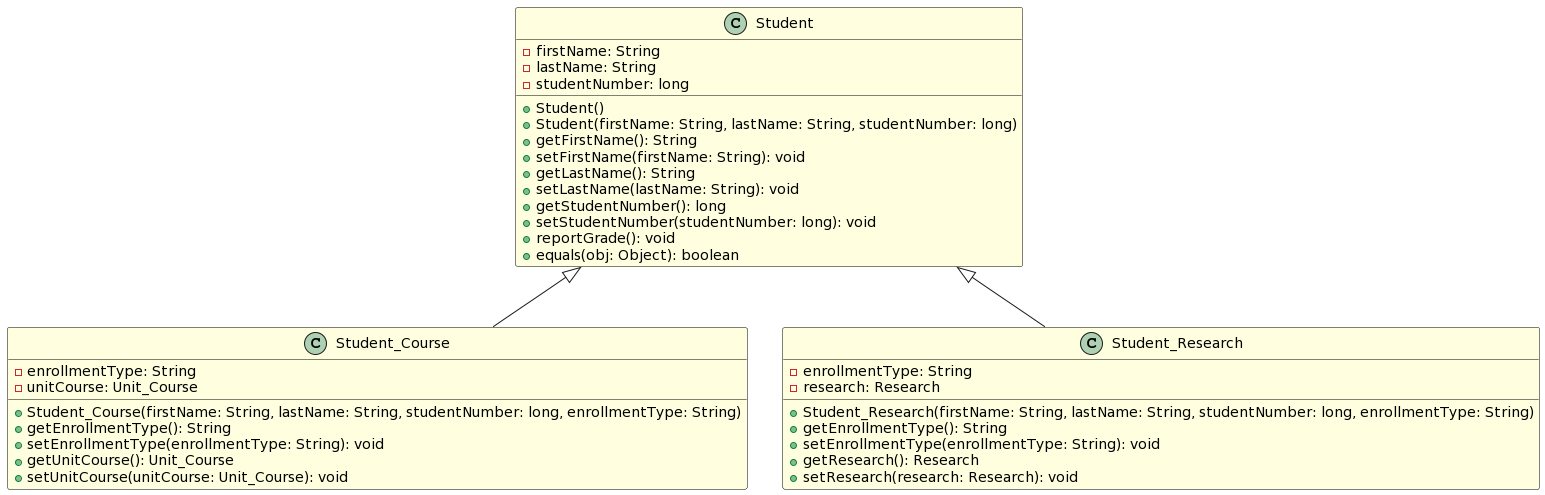 C Student
firstName: String
lastName: String
studentNumber: long
Student()
Student(firstName: String, lastName: String, studentNumber: long)
getFirstName(): String
setFirstName(firstName: String): void
getLastName(): String
setLastName(lastName: String): void
getStudentNumber(): long
setStudentNumber(studentNumber: long): void
reportGrade(): void
equals(obj: Object): boolean
C Student_Course
enrollmentType: String
unitCourse: Unit_Course
Student_Course(firstName: String, lastName: String, studentNumber: long, enrollmentType: String)
getEnrollmentType(): String
setEnrollmentType(enrollmentType: String): void
getUnitCourse(): Unit_Course
setUnitCourse(unitCourse: Unit_Course): void
C Student_Research
enrollmentType: String
research: Research
Student_Research(firstName: String, lastName: String, studentNumber: long, enrollmentType: String)
getEnrollmentType(): String
setEnrollmentType(enrollmentType: String): void
getResearch(): Research
setResearch(research: Research): void